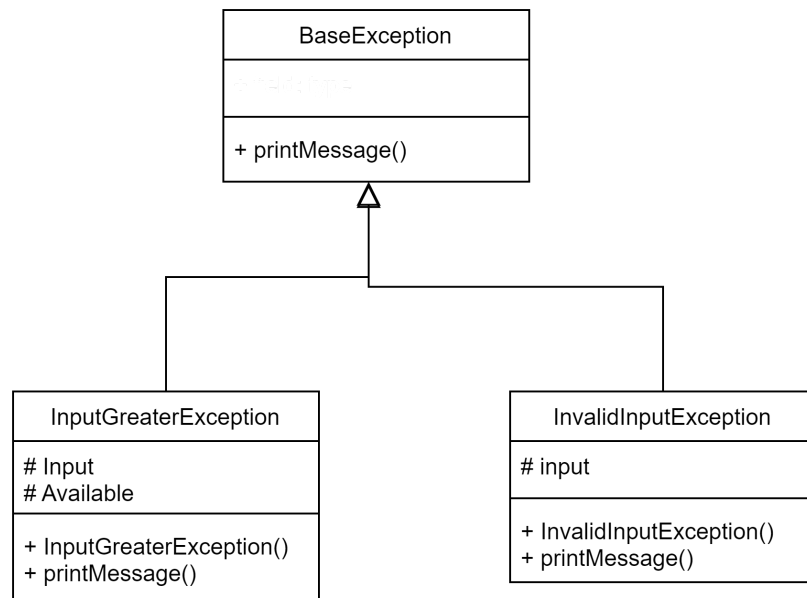 BaseException
+ printMessage()
InputGreaterException
# Input
# Available
+ InputGreaterException()
+ printMessage()
InvalidInputException
# input
+ InvalidInputException()
+ printMessage()